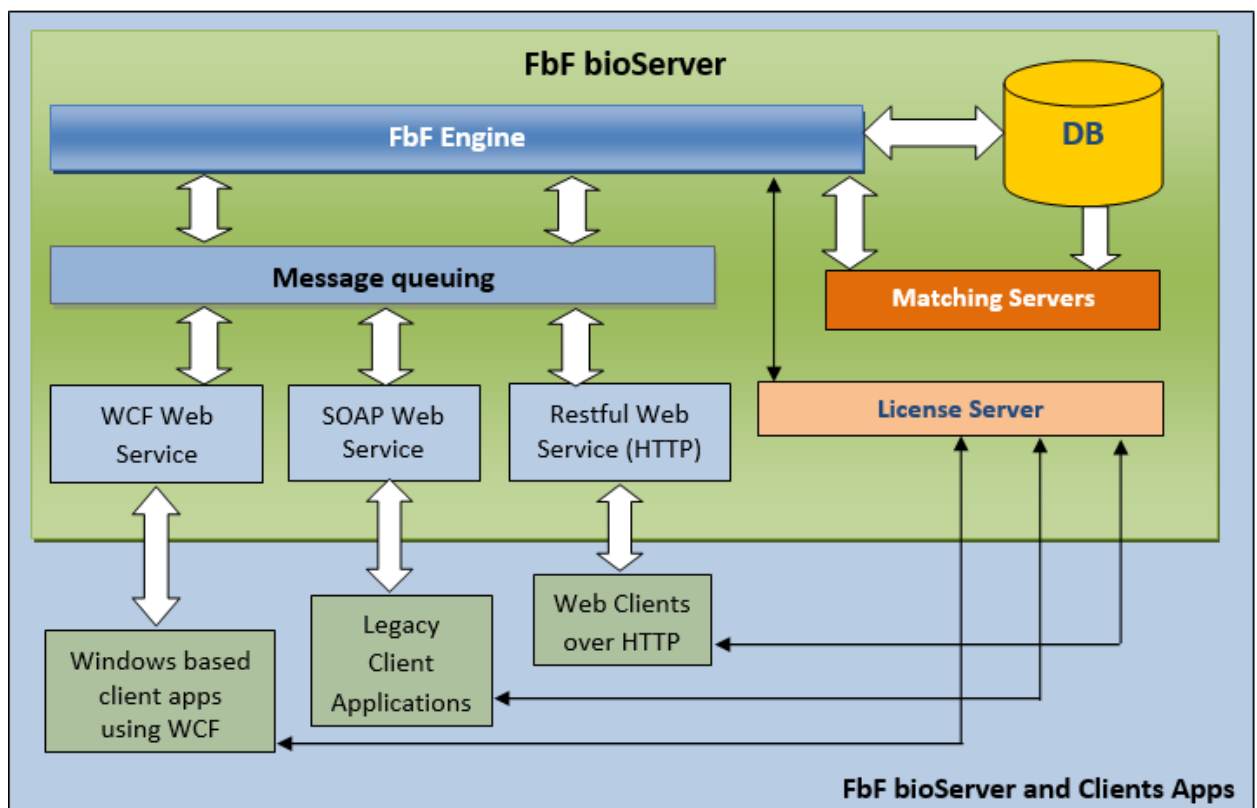 FbF bioServer
FbF Engine
DB
Message queuing
Matching Servers
WCF Web
Service
SOAP Web
Service
Restful Web
Service (HTTP)
License Server
Windows based
client apps
using WCF
Legacy
Client
Applications
Web Clients
over HTTP
FbF bioServer and Clients Apps